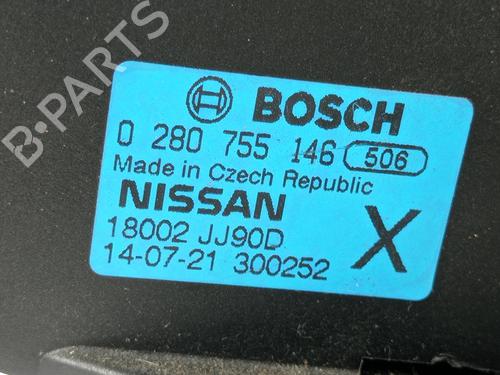 B-PARTS
BOSCH
0 280 755 146 506
Made in Czech Republic
NISSAN
18002 JJ90D X
14-07-21 300252